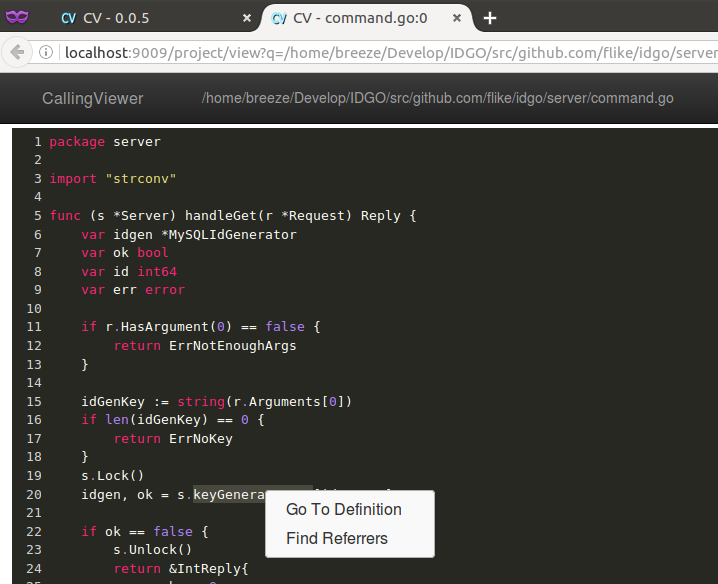 CV CV - 0.0.5 × CV CV - command.go:0 × +
localhost:9009/project/view?q=/home/breeze/Develop/IDGO/src/github.com/flike/idgo/server
CallingViewer /home/breeze/Develop/IDGO/src/github.com/flike/idgo/server/command.go
1 package server
2
3 import "strconv"
4
5 func (s *Server) handleGet(r *Request) Reply {
6 var idgen *MySQLIdGenerator
7 var ok bool
8 var id int64
9 var err error
10
11 if r.HasArgument(0) == false {
12 return ErrNotEnoughArgs
13 }
14
15 idGenKey := string(r.Arguments[0])
16 if len(idGenKey) == 0 {
17 return ErrNoKey
18 }
19 s.Lock()
20 idgen, ok = s.keyGenera
Go To Definition
21
22 if ok == false {
Find Referrers
23 s.Unlock()
24 return &IntReply{